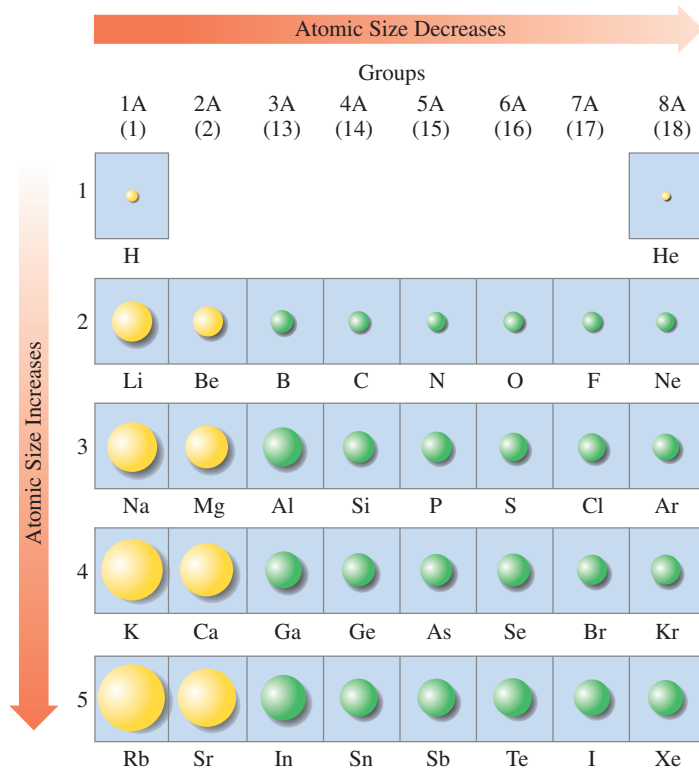 Atomic Size Decreases
Groups
1A 2A 3A 4A 5A 6A 7A 8A
(1) (2) (13) (14) (15) (16) (17) (18)
Atomic Size Increases
1
H He
2
Li Be B C N O F Ne
3
Na Mg Al Si P S Cl Ar
4
K Ca Ga Ge As Se Br Kr
5
Rb Sr In Sn Sb Te I Xe